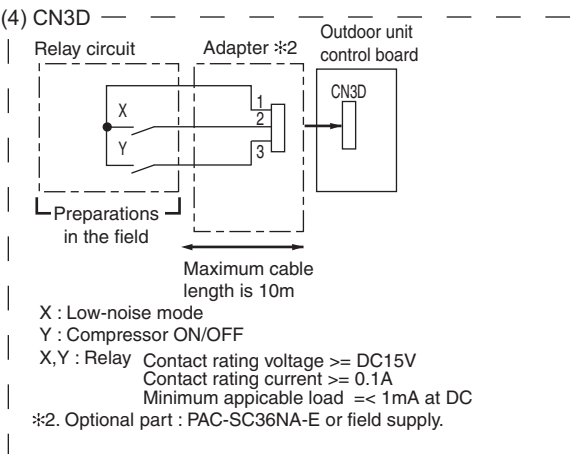 (4) CN3D
Relay circuit
Adapter ✻2
Outdoor unit
control board
CN3D
X
Y
1
2
3
Preparations
in the field
Maximum cable
length is 10m
X : Low-noise mode
Y : Compressor ON/OFF
X,Y : Relay Contact rating voltage >= DC15V
Contact rating current >= 0.1A
Minimum appicable load =< 1mA at DC
✻2. Optional part : PAC-SC36NA-E or field supply.